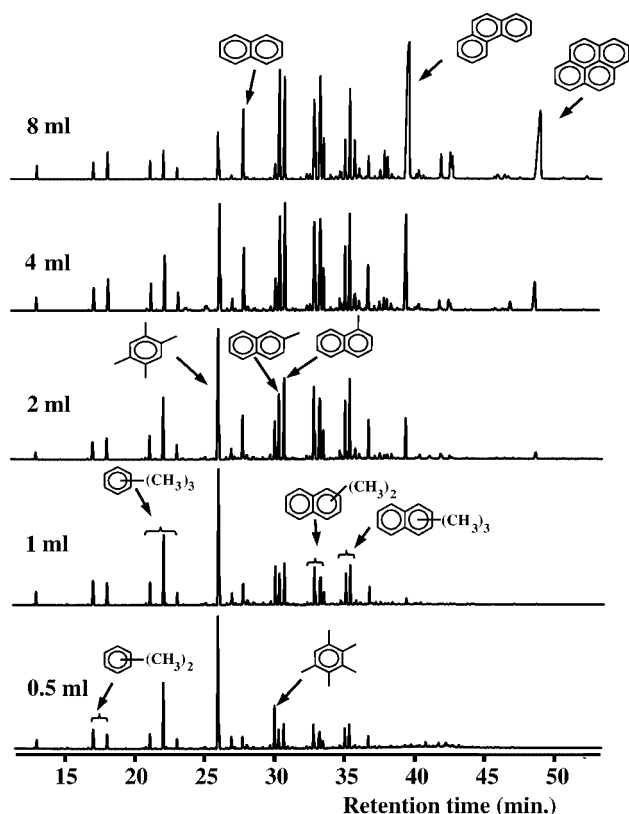 8 ml
4 ml
2 ml
(CH₃)₃
(CH₃)₂
(CH₃)₃
1 ml
(CH₃)₂
0.5 ml
15 20 25 30 35 40 45 50
Retention time (min.)